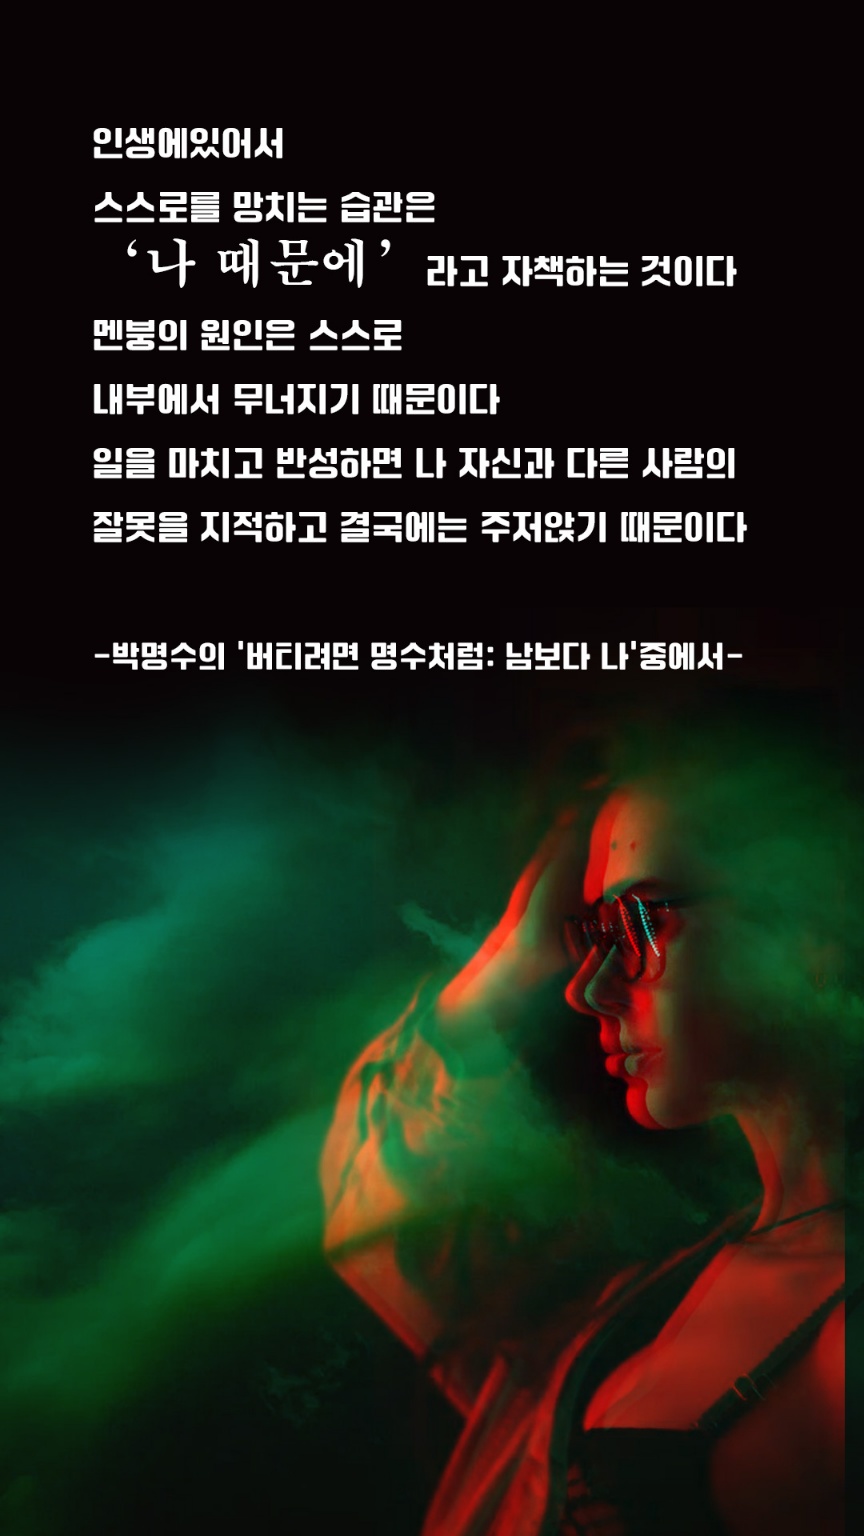 인생에있어서
스스로를 망치는 습관은
‘나 때문에’ 라고 자책하는 것이다
멘붕의 원인은 스스로
내부에서 무너지기 때문이다
일을 마치고 반성하면 나 자신과 다른 사람의
잘못을 지적하고 결국에는 주저앉기 때문이다
-박명수의 '버티려면 명수처럼: 남보다 나'중에서-